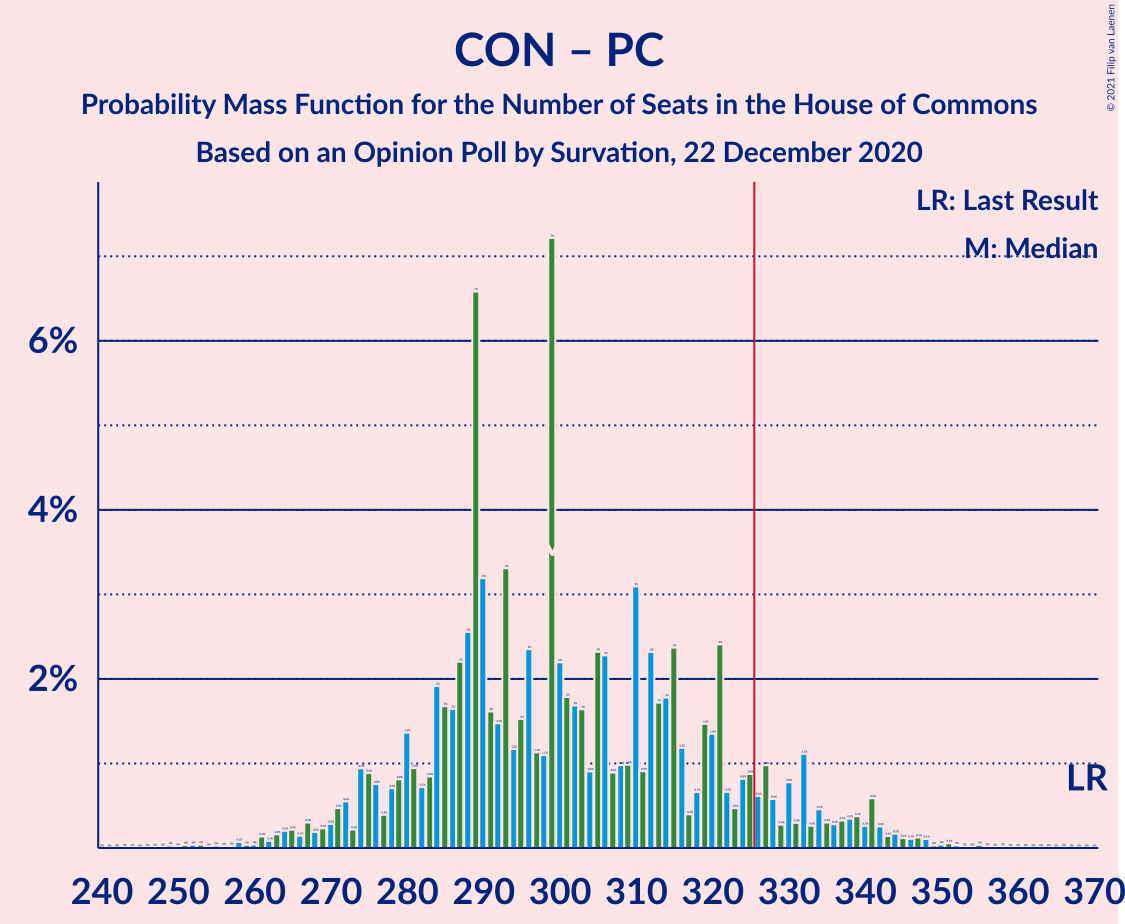 CON – PC
Probability Mass Function for the Number of Seats in the House of Commons
Based on an Opinion Poll by Survation, 22 December 2020
© 2021 Filip van Laenen
LR: Last Result
M: Median
6%
4%
2%
LR
240 250 260 270 280 290 300 310 320 330 340 350 360 370